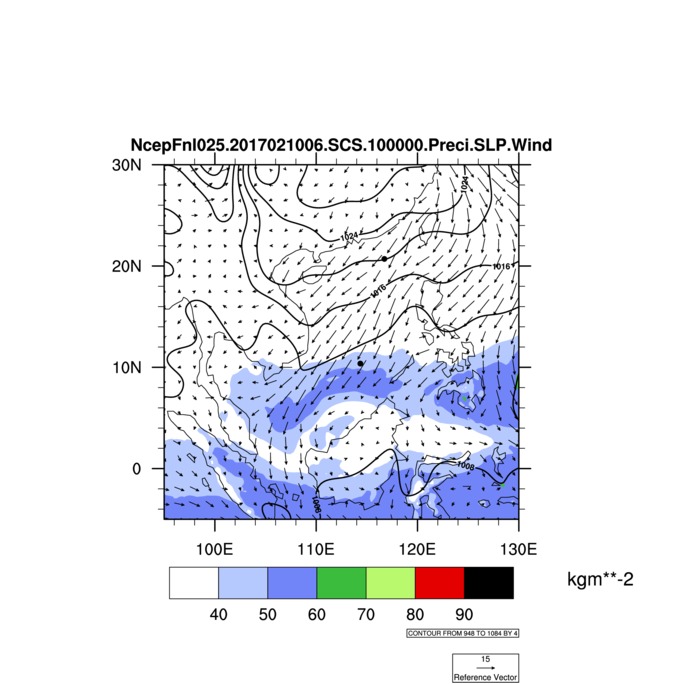 NcepFnl025.2017021006.SCS.100000.Preci.SLP.Wind
30N
1024
1024
20N
1016
1016
10N
0
1008
1008
100E 110E 120E 130E
kgm**-2
40 50 60 70 80 90
CONTOUR FROM 948 TO 1084 BY 4
15
Reference Vector